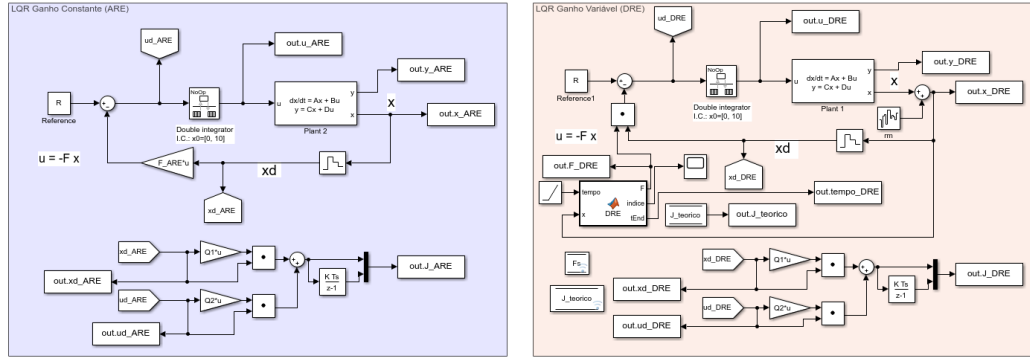 LQR Ganho Constante (ARE)
ud_ARE
out.u_ARE
out.y_ARE
R
Reference
NoOp
Double integrator
I.C.: x0=[0, 10]
u
dx/dt = Ax + Bu
y = Cx + Du
y
x
Plant 2
x
out.x_ARE
u = -F x
F_ARE*u
xd
xd_ARE
xd_ARE
Q1*u
out.xd_ARE
K Ts
z-1
out.J_ARE
ud_ARE
Q2*u
out.ud_ARE
LQR Ganho Variável (DRE)
ud_DRE
out.u_DRE
out.y_DRE
R
Reference1
NoOp
Double integrator
I.C.: x0=[0, 10]
u
dx/dt = Ax + Bu
y = Cx + Du
y
x
Plant 1
x
out.x_DRE
rm
u = -F x
xd
xd_DRE
out.F_DRE
tempo
x
DRE
F
indice
tEnd
out.tempo_DRE
J_teorico
out.J_teorico
Fs
J_teorico
xd_DRE
Q1*u
out.xd_DRE
K Ts
z-1
out.J_DRE
ud_DRE
Q2*u
out.ud_DRE